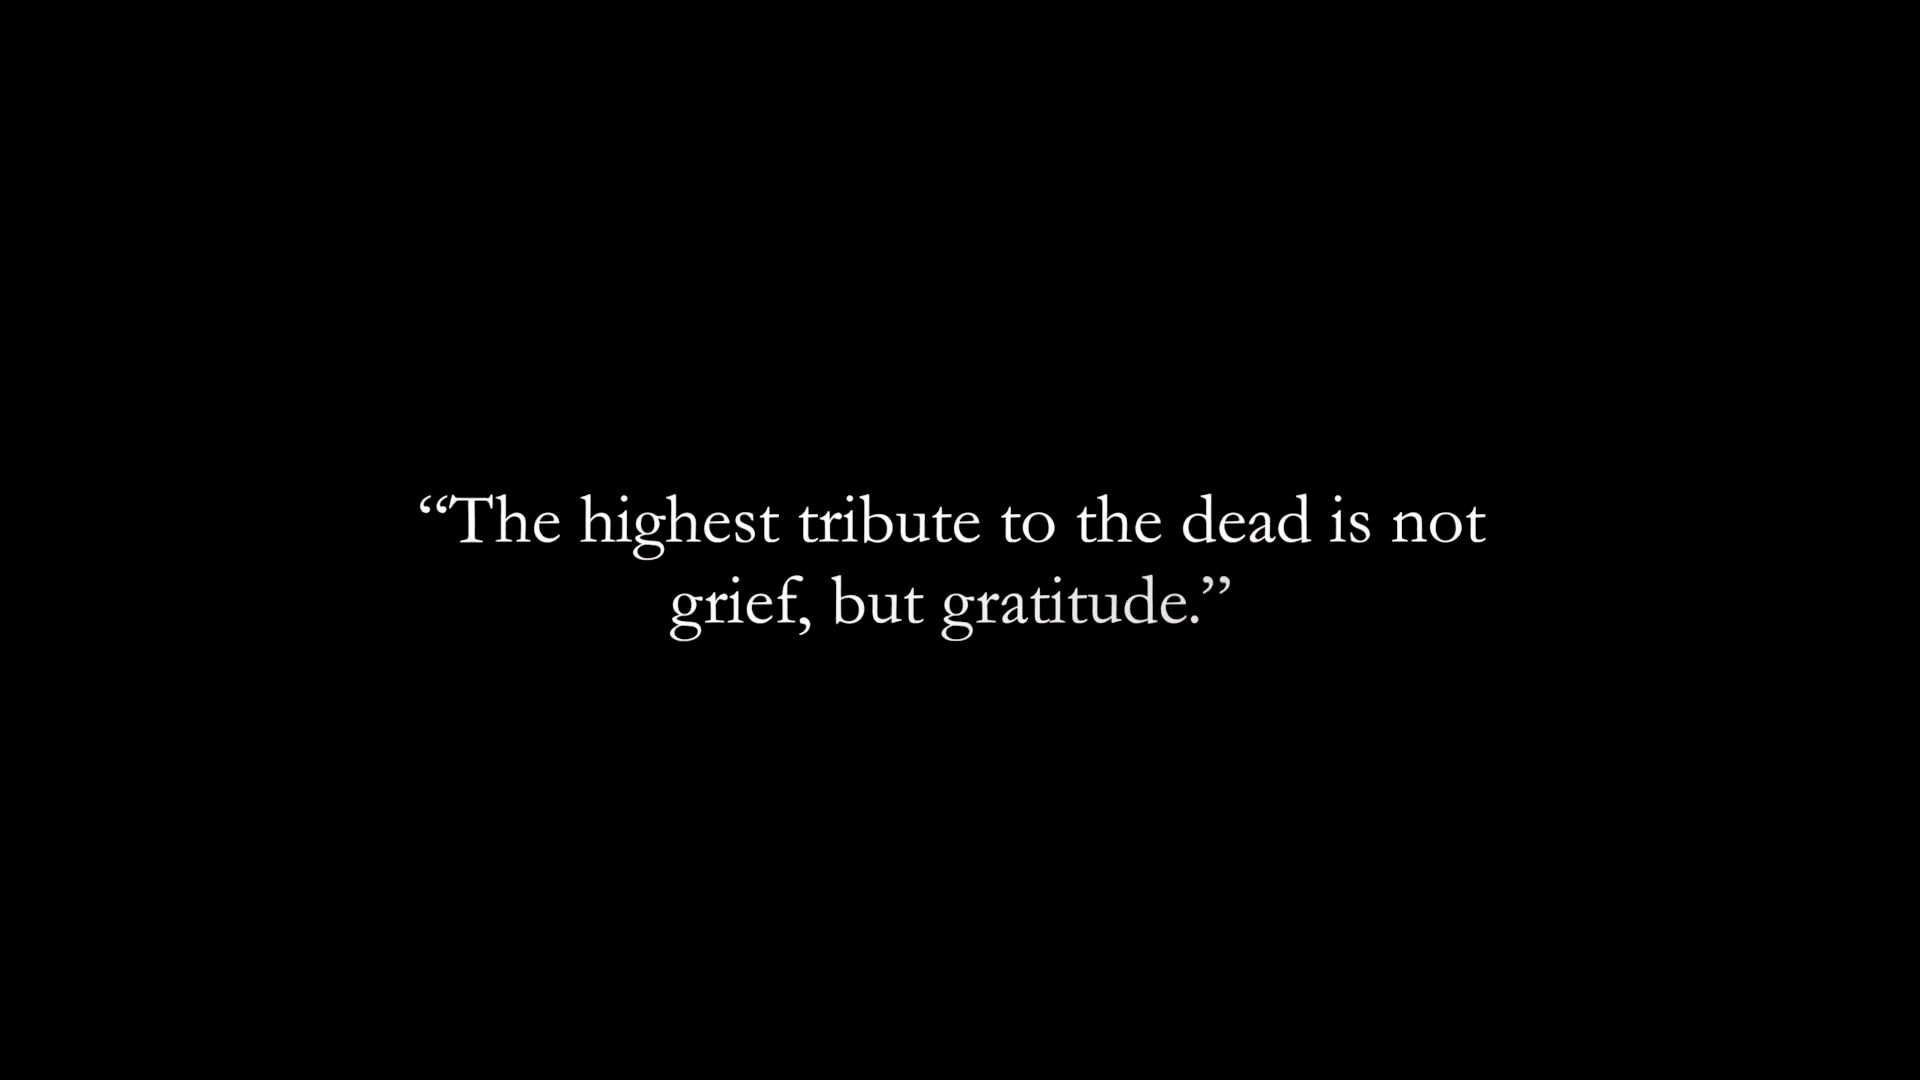 “The highest tribute to the dead is not
grief, but gratitude.”